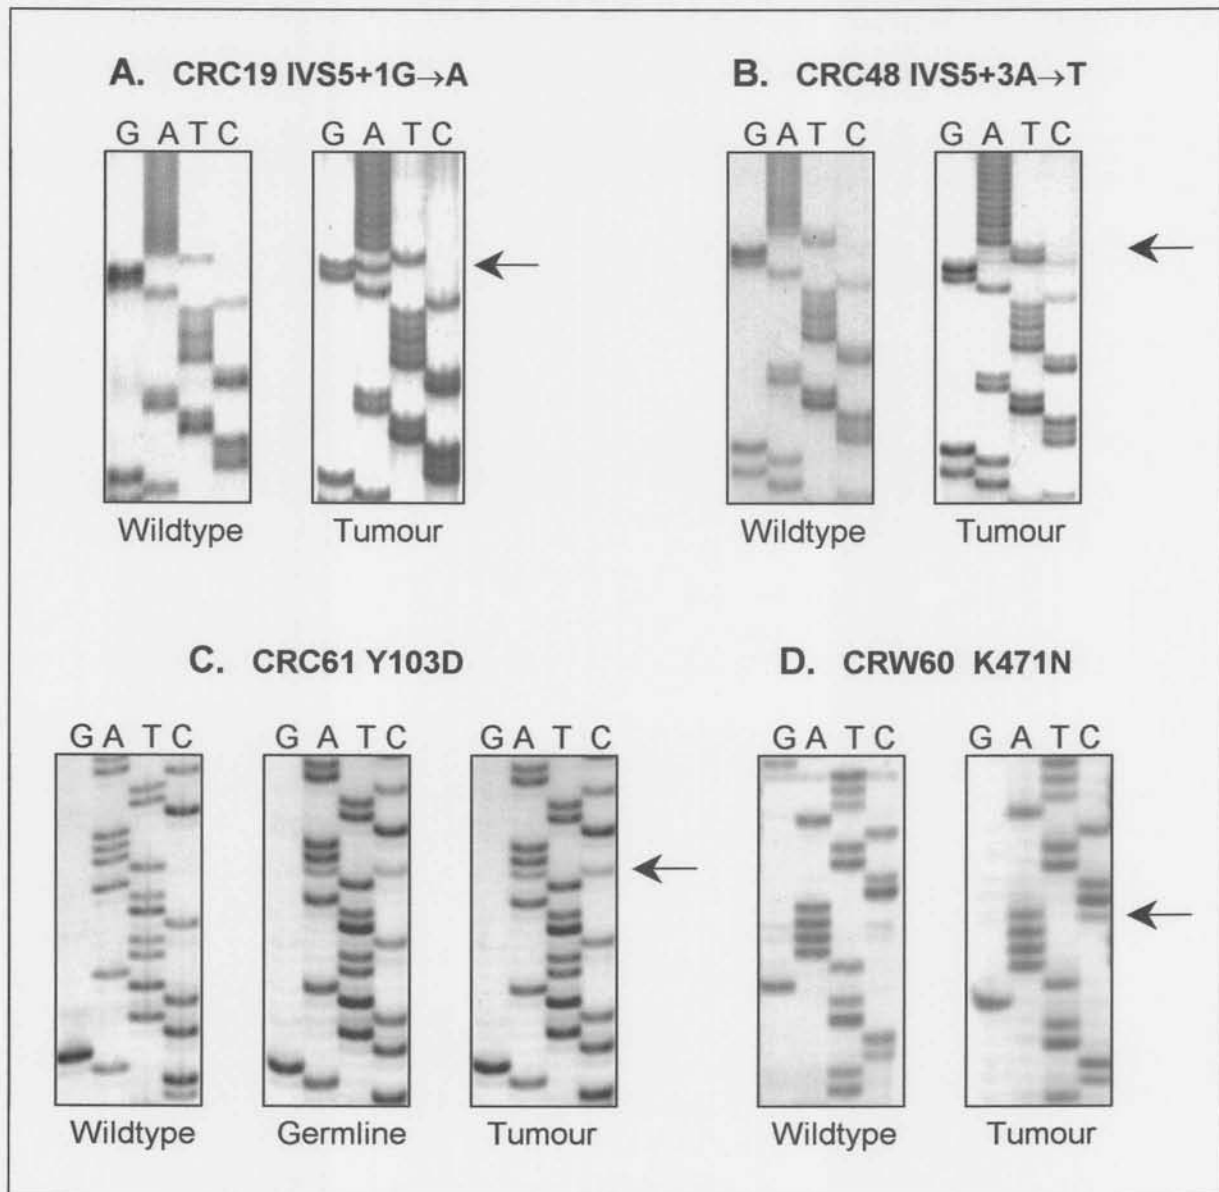 A. CRC19 IVS5+1G→A
B. CRC48 IVS5+3A→T
G A T C
G A T C
G A T C
G A T C
Wildtype
Tumour
Wildtype
Tumour
C. CRC61 Y103D
D. CRW60 K471N
G A T C
G A T C
G A T C
G A T C
G A T C
Wildtype
Germline
Tumour
Wildtype
Tumour